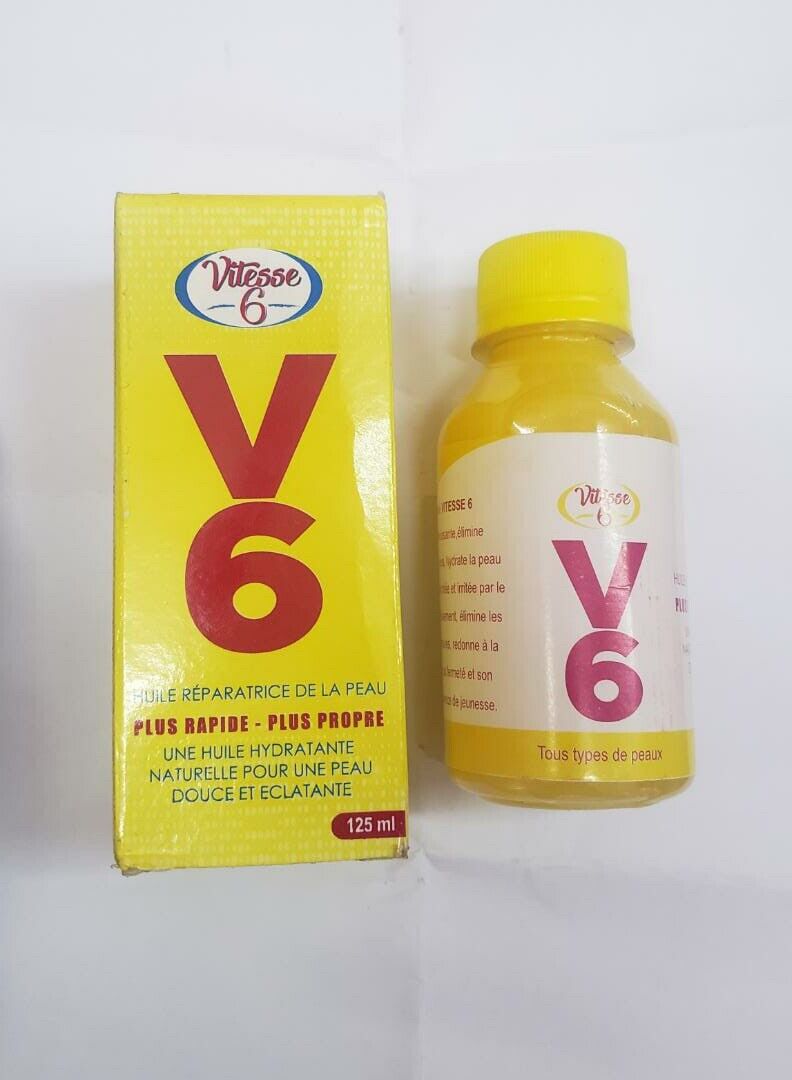 Vitesse
6
V
6
HUILE RÉPARATRICE DE LA PEAU
PLUS RAPIDE - PLUS PROPRE
UNE HUILE HYDRATANTE
NATURELLE POUR UNE PEAU
DOUCE ET ECLATANTE
125 ml
VITESSE 6
élimine
hydrate la peau
et irritée par le
élimine les
redonne à la
fermeté et son
de jeunesse.
Vitesse
6
V
6
Tous types de peaux